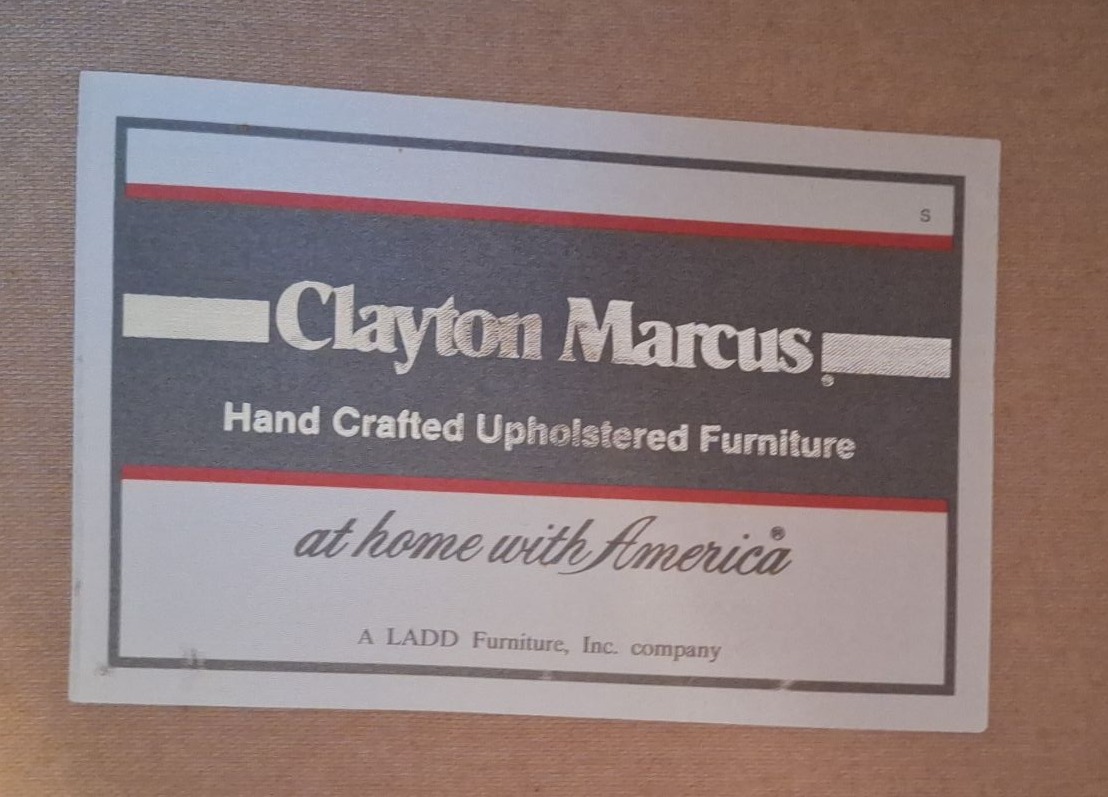 S
Clayton Marcus®
Hand Crafted Upholstered Furniture
at home with America®
A LADD Furniture, Inc. company